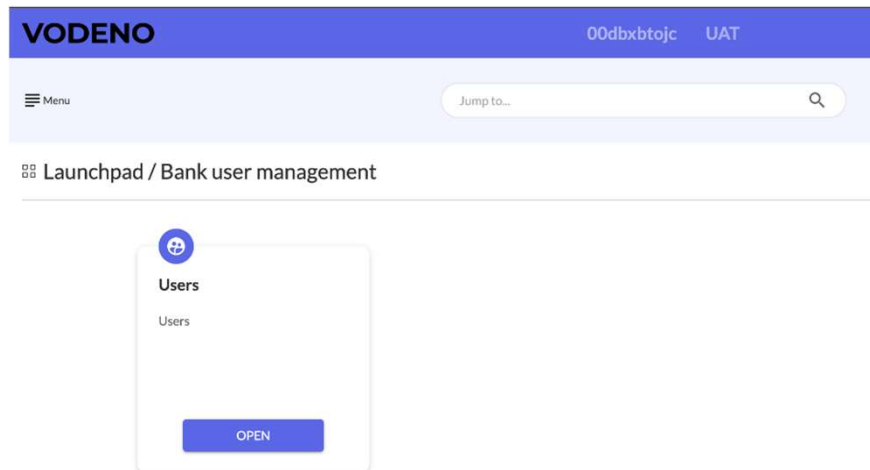 VODENO
00dbxbtojc UAT
Menu
Jump to...
Launchpad / Bank user management
Users
Users
OPEN